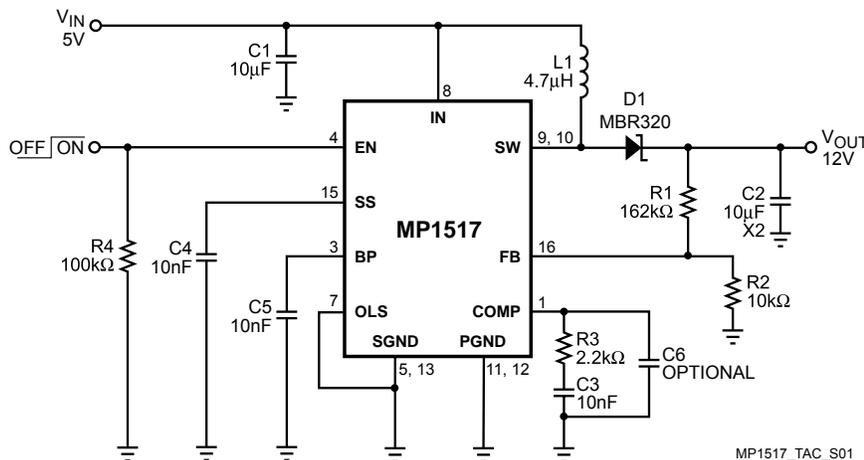 VIN
5V
C1
10µF
L1
4.7µH
D1
MBR320
8
IN
OFF ON
4
EN
SW
9, 10
VOUT
12V
15
SS
R1
162kΩ
C2
10µF
X2
MP1517
R4
100kΩ
C4
10nF
3
BP
FB
16
R2
10kΩ
C5
10nF
7
OLS
COMP
1
SGND
PGND
R3
2.2kΩ
C6
OPTIONAL
5, 13
11, 12
C3
10nF
MP1517_TAC_S01